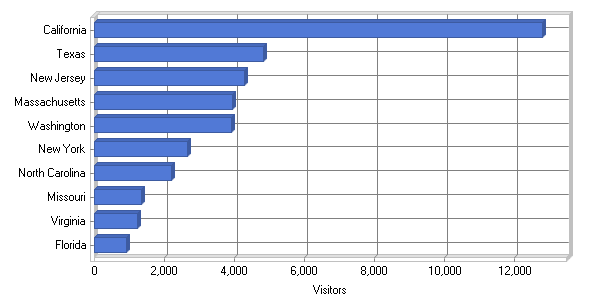 California
Texas
New Jersey
Massachusetts
Washington
New York
North Carolina
Missouri
Virginia
Florida
0 2,000 4,000 6,000 8,000 10,000 12,000
Visitors